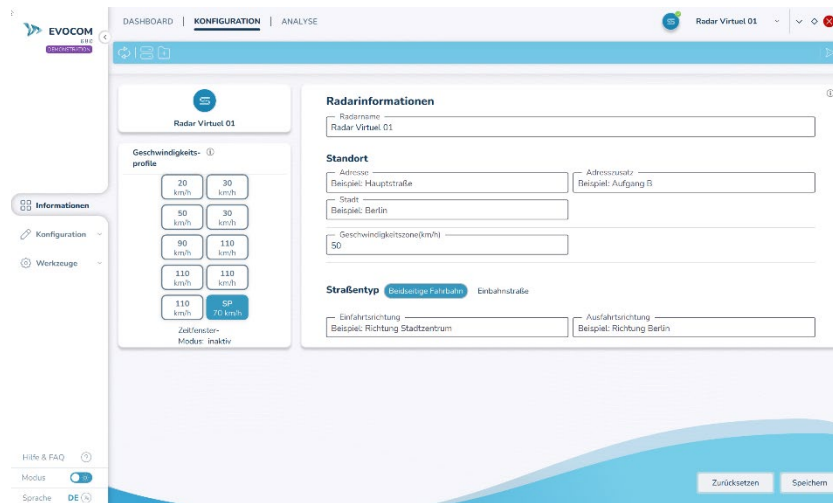 EVOCOM
EUC
DEMONSTRATION
DASHBOARD | KONFIGURATION | ANALYSE
Radar Virtuel 01
Informationen
Konfiguration
Werkzeuge
Hilfe & FAQ
Modus
Sprache DE
Radar Virtuel 01
Geschwindigkeits-
profile
20 km/h
30 km/h
50 km/h
30 km/h
90 km/h
110 km/h
110 km/h
110 km/h
110 km/h
SP 70 km/h
Zeitfenster-
Modus: inaktiv
Radarinformationen
Radarname
Radar Virtuel 01
Standort
Adresse
Beispiel: Hauptstraße
Adresszusatz
Beispiel: Aufgang B
Stadt
Beispiel: Berlin
Geschwindigkeitszone(km/h)
50
Straßentyp Beidseitige Fahrbahn Einbahnstraße
Einfahrtsrichtung
Beispiel: Richtung Stadtzentrum
Ausfahrtsrichtung
Beispiel: Richtung Berlin
Zurücksetzen Speichern